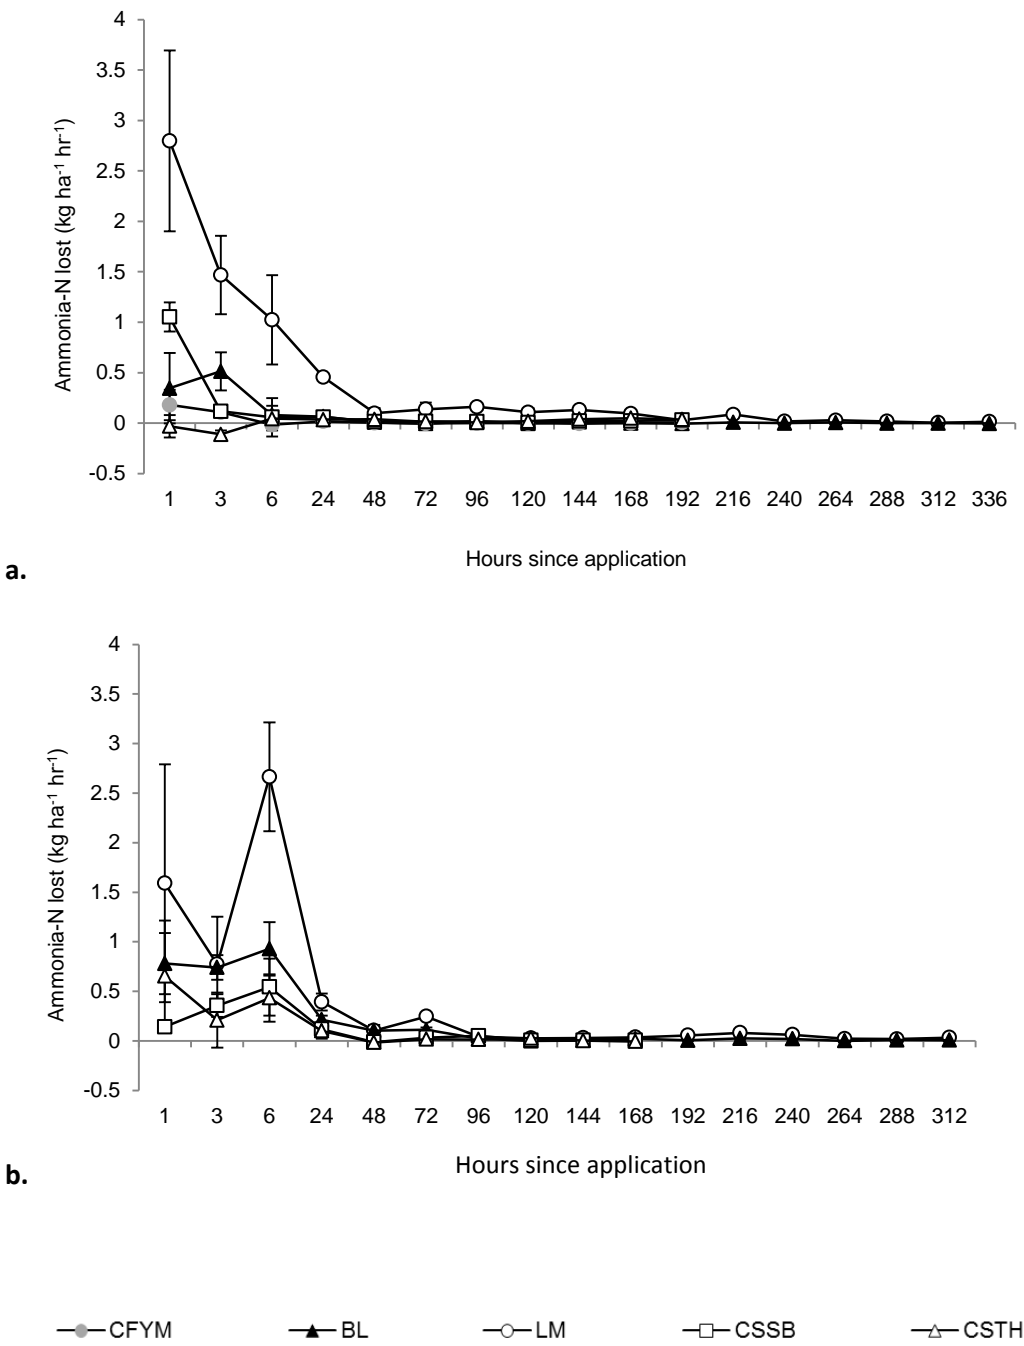 4
3.5
3
2.5
2
1.5
1
0.5
0
-0.5
Ammonia-N lost (kg ha-1 hr-1)
1 3 6 24 48 72 96 120 144 168 192 216 240 264 288 312 336
Hours since application
a.
4
3.5
3
2.5
2
1.5
1
0.5
0
-0.5
Ammonia-N lost (kg ha-1 hr-1)
1 3 6 24 48 72 96 120 144 168 192 216 240 264 288 312
Hours since application
b.
CFYM BL LM CSSB CSTH